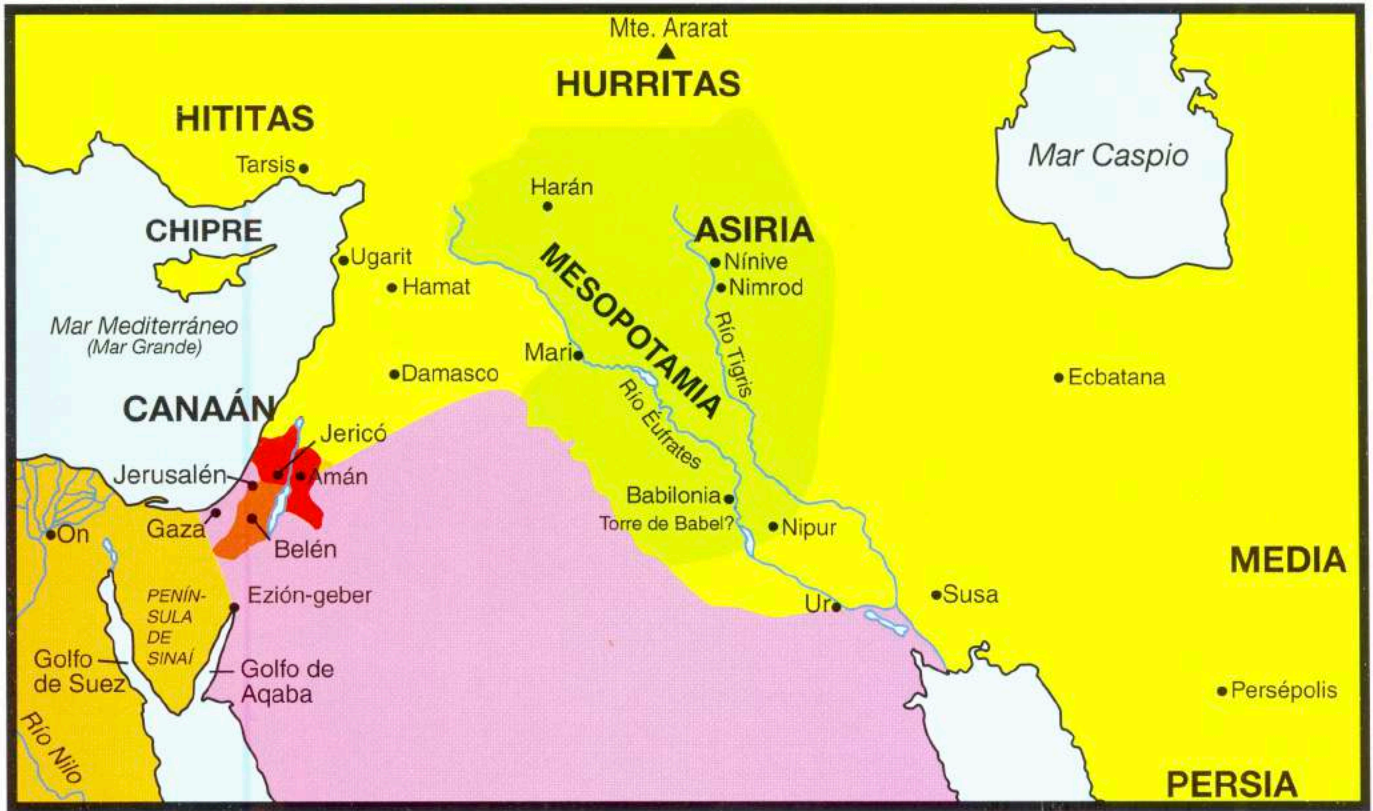 Mte. Ararat
HURRITAS
HITITAS
Tarsis
Mar Caspio
Harán
CHIPRE
ASIRIA
Ugarit
Nínive
Hamat
Nimrod
MESOPOTAMIA
Mar Mediterráneo
(Mar Grande)
Río Tigris
Mari
Damasco
Ecbatana
Río Éufrates
CANAÁN
Jericó
Jerusalén
Amán
Babilonia
Torre de Babel?
Nipur
Gaza
On
Belén
MEDIA
PENÍN-
SULA
DE
SINAÍ
Ezión-geber
Ur
Susa
Golfo
de Suez
Golfo de
Aqaba
Persépolis
Río Nilo
PERSIA